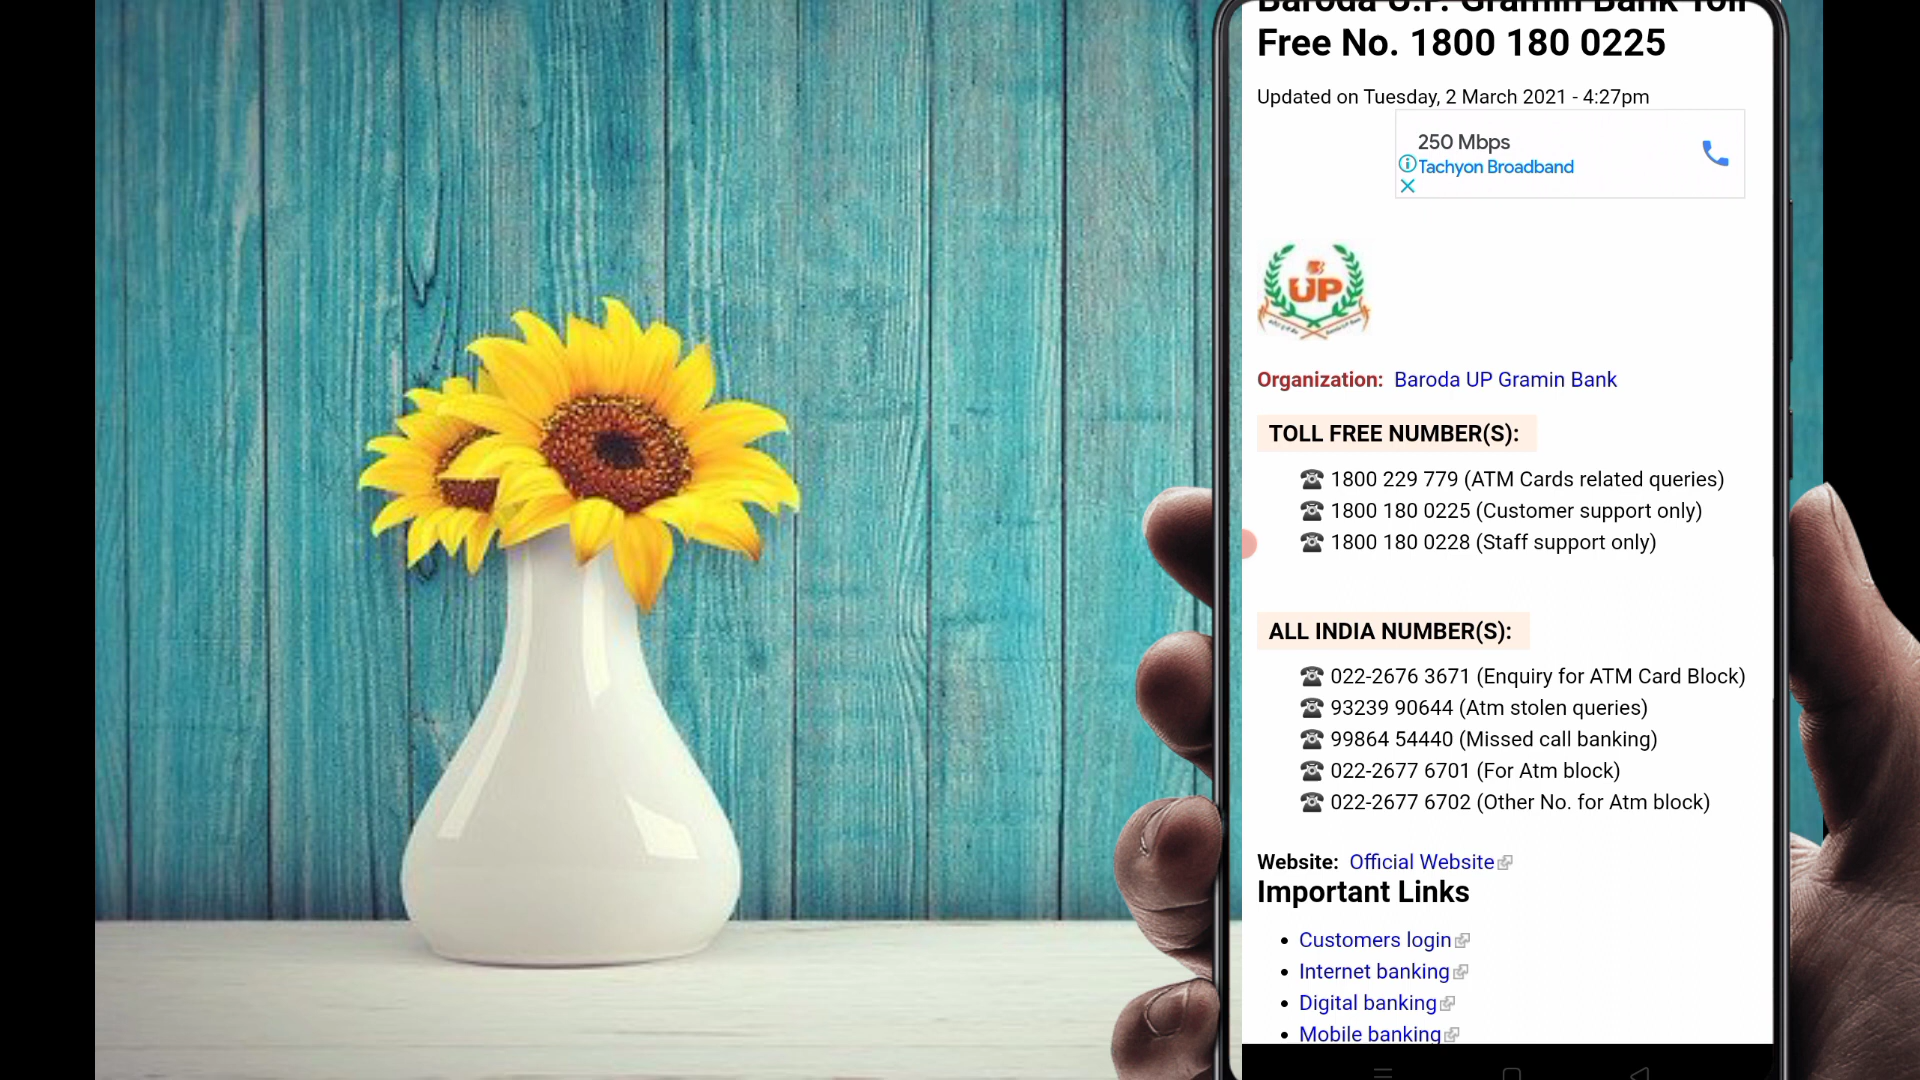 Baroda U.P. Gramin Bank Toll
Free No. 1800 180 0225
Updated on Tuesday, 2 March 2021 - 4:27pm
250 Mbps
Tachyon Broadband
UP
Organization: Baroda UP Gramin Bank
TOLL FREE NUMBER(S):
1800 229 779 (ATM Cards related queries)
1800 180 0225 (Customer support only)
1800 180 0228 (Staff support only)
ALL INDIA NUMBER(S):
022-2676 3671 (Enquiry for ATM Card Block)
93239 90644 (Atm stolen queries)
99864 54440 (Missed call banking)
022-2677 6701 (For Atm block)
022-2677 6702 (Other No. for Atm block)
Website: Official Website
Important Links
Customers login
Internet banking
Digital banking
Mobile banking